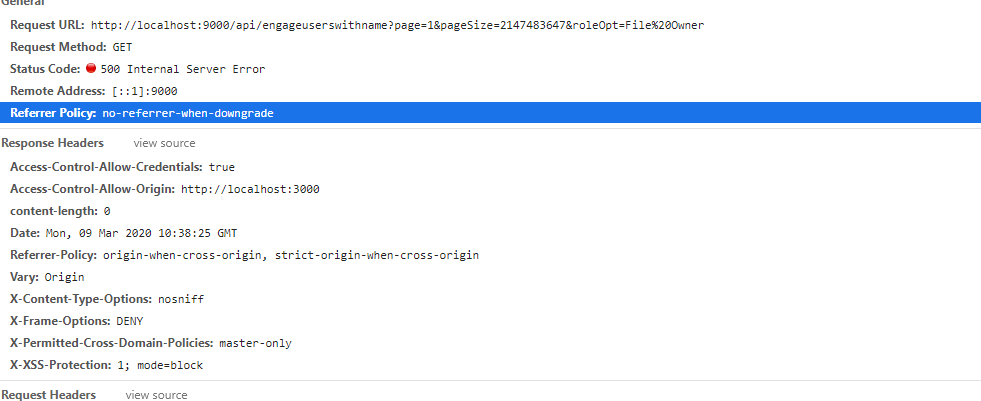 General
Request URL: http://localhost:9000/api/engageuserswithname?page=1&pageSize=2147483647&roleOpt=File%20Owner
Request Method: GET
Status Code: 500 Internal Server Error
Remote Address: [::1]:9000
Referrer Policy: no-referrer-when-downgrade
Response Headers view source
Access-Control-Allow-Credentials: true
Access-Control-Allow-Origin: http://localhost:3000
content-length: 0
Date: Mon, 09 Mar 2020 10:38:25 GMT
Referrer-Policy: origin-when-cross-origin, strict-origin-when-cross-origin
Vary: Origin
X-Content-Type-Options: nosniff
X-Frame-Options: DENY
X-Permitted-Cross-Domain-Policies: master-only
X-XSS-Protection: 1; mode=block
Request Headers view source